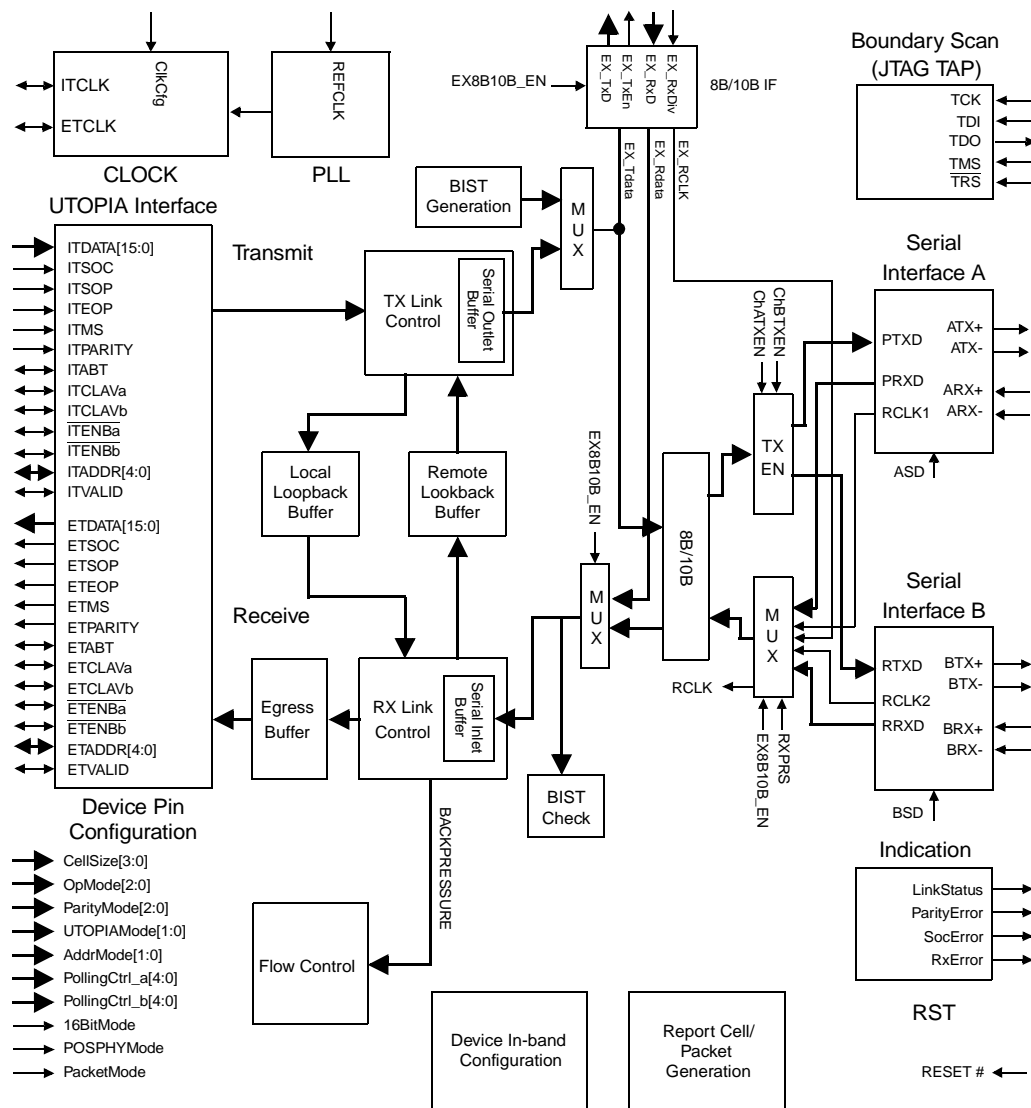 ITCLK
ETCLK
ClkCfg
CLOCK
REFCLK
PLL
EX8B10B_EN
EX_TxD
EX_TxEn
EX_RxD
EX_RxDiv
8B/10B IF
EX_Tdata
EX_Rdata
EX_RCLK
Boundary Scan
(JTAG TAP)
TCK
TDI
TDO
TMS
TRS
UTOPIA Interface
ITDATA[15:0]
ITSOC
ITSOP
ITEOP
ITMS
ITPARITY
ITABT
ITCLAVa
ITCLAVb
ITENBa
ITENBb
ITADDR[4:0]
ITVALID
ETDATA[15:0]
ETSOC
ETSOP
ETEOP
ETMS
ETPARITY
ETABT
ETCLAVa
ETCLAVb
ETENBa
ETENBb
ETADDR[4:0]
ETVALID
Transmit
BIST
Generation
MUX
TX Link
Control
Serial Outlet
Buffer
Local
Loopback
Buffer
Remote
Lookback
Buffer
Receive
Egress
Buffer
RX Link
Control
Serial Inlet
Buffer
EX8B10B_EN
MUX
BIST
Check
8B/10B
ChATXEN
ChBTXEN
TX
EN
MUX
RCLK
EX8B10B_EN
RXPRS
Serial
Interface A
PTXD
PRXD
RCLK1
ATX+
ATX-
ARX+
ARX-
ASD
Serial
Interface B
RTXD
RCLK2
RRXD
BTX+
BTX-
BRX+
BRX-
BSD
BACKPRESSURE
Flow Control
Device Pin
Configuration
CellSize[3:0]
OpMode[2:0]
ParityMode[2:0]
UTOPIAMode[1:0]
AddrMode[1:0]
PollingCtrl_a[4:0]
PollingCtrl_b[4:0]
16BitMode
POSPHYMode
PacketMode
Device In-band
Configuration
Report Cell/
Packet
Generation
Indication
LinkStatus
ParityError
SocError
RxError
RST
RESET #